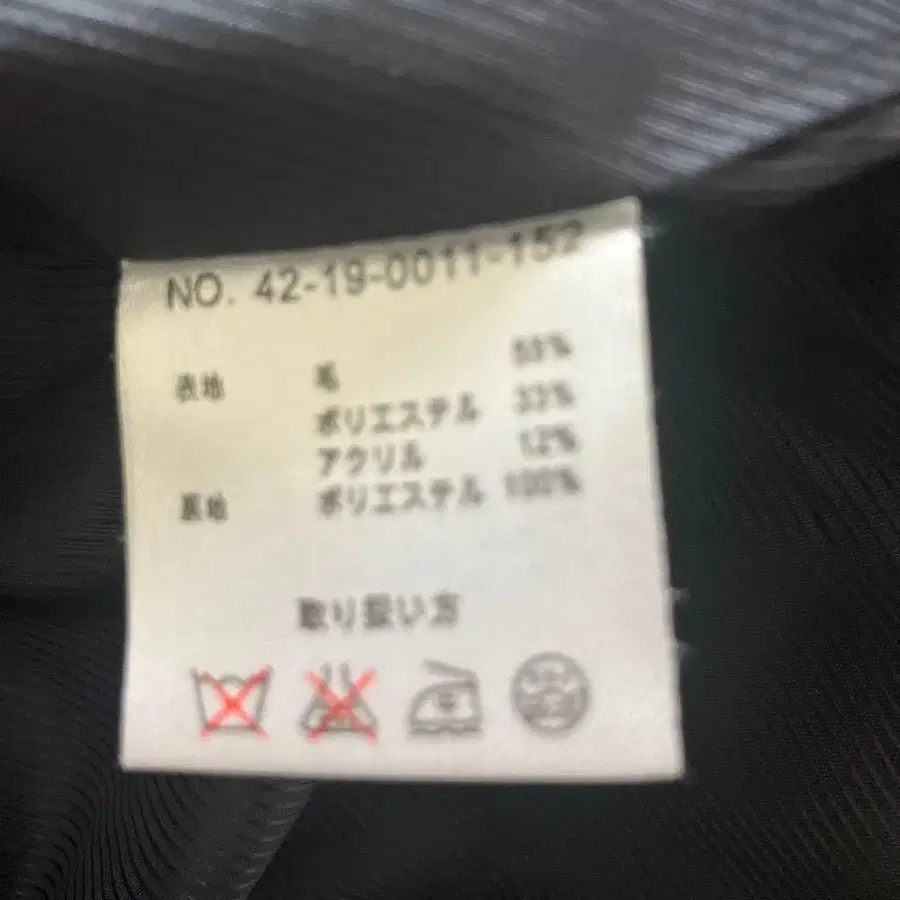 NO. 42-19-0011-152
表地 毛 55%
ポリエステル 33%
アクリル 12%
裏地 ポリエステル 100%
取り扱い方